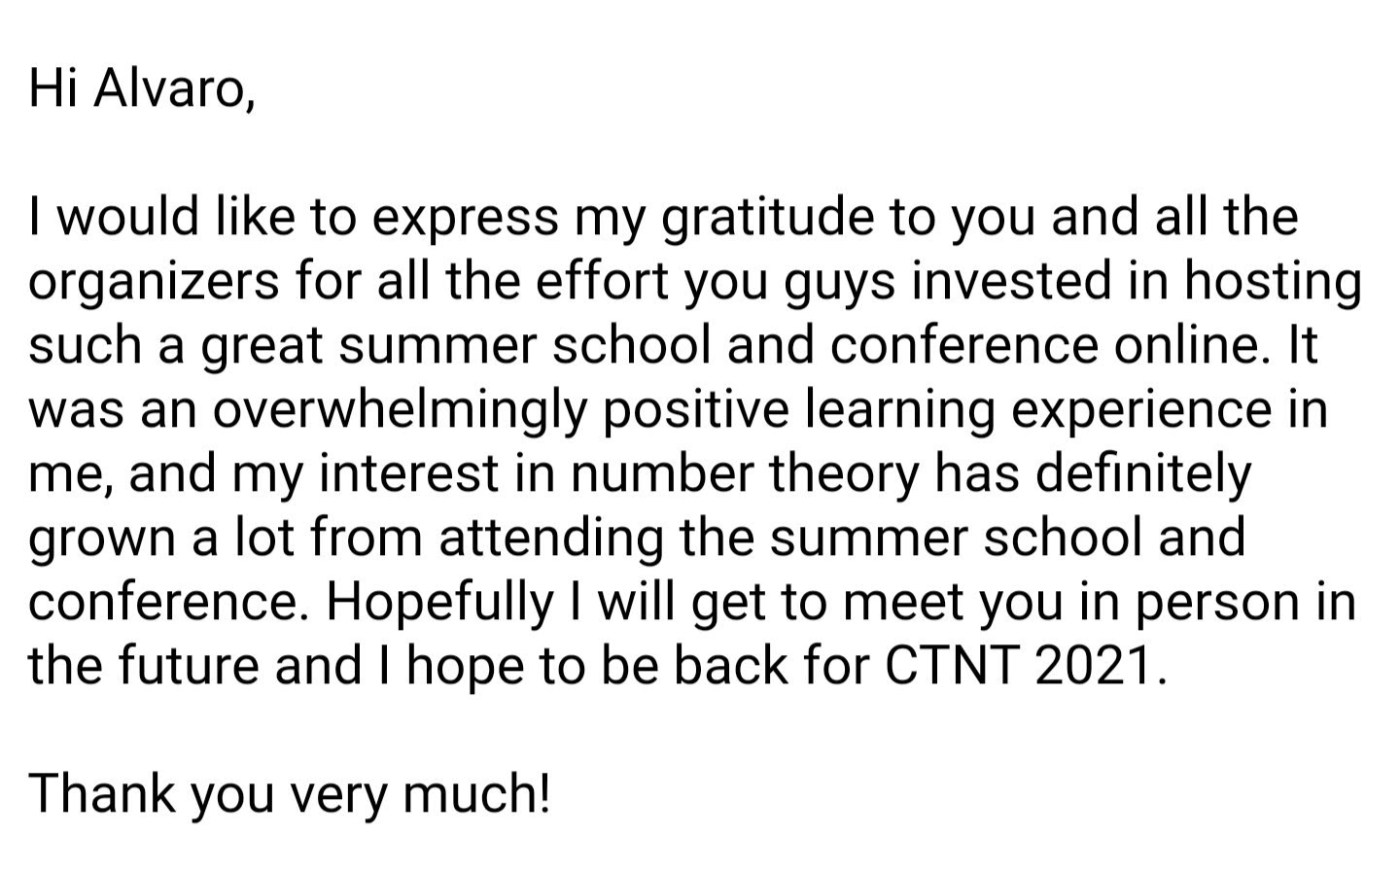 Hi Alvaro,
I would like to express my gratitude to you and all the
organizers for all the effort you guys invested in hosting
such a great summer school and conference online. It
was an overwhelmingly positive learning experience in
me, and my interest in number theory has definitely
grown a lot from attending the summer school and
conference. Hopefully I will get to meet you in person in
the future and I hope to be back for CTNT 2021.
Thank you very much!